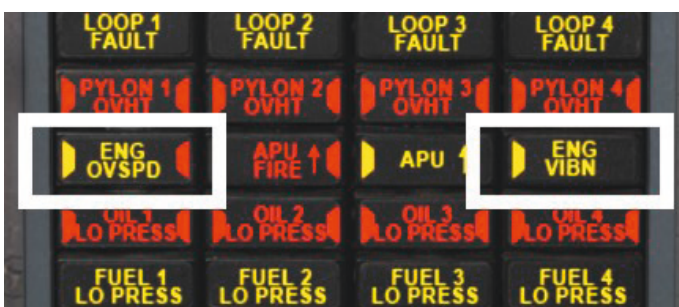 LOOP 1 LOOP 2 LOOP 3 LOOP 4
FAULT FAULT FAULT FAULT
PYLON 1 PYLON 2 PYLON 3 PYLON 4
OVHT OVHT OVHT OVHT
ENG APU ↑ APU ↑ ENG
OVSPD FIRE VIBN
OIL 1 OIL 2 OIL 3 OIL 4
LO PRESS LO PRESS LO PRESS LO PRESS
FUEL 1 FUEL 2 FUEL 3 FUEL 4
LO PRESS LO PRESS LO PRESS LO PRESS